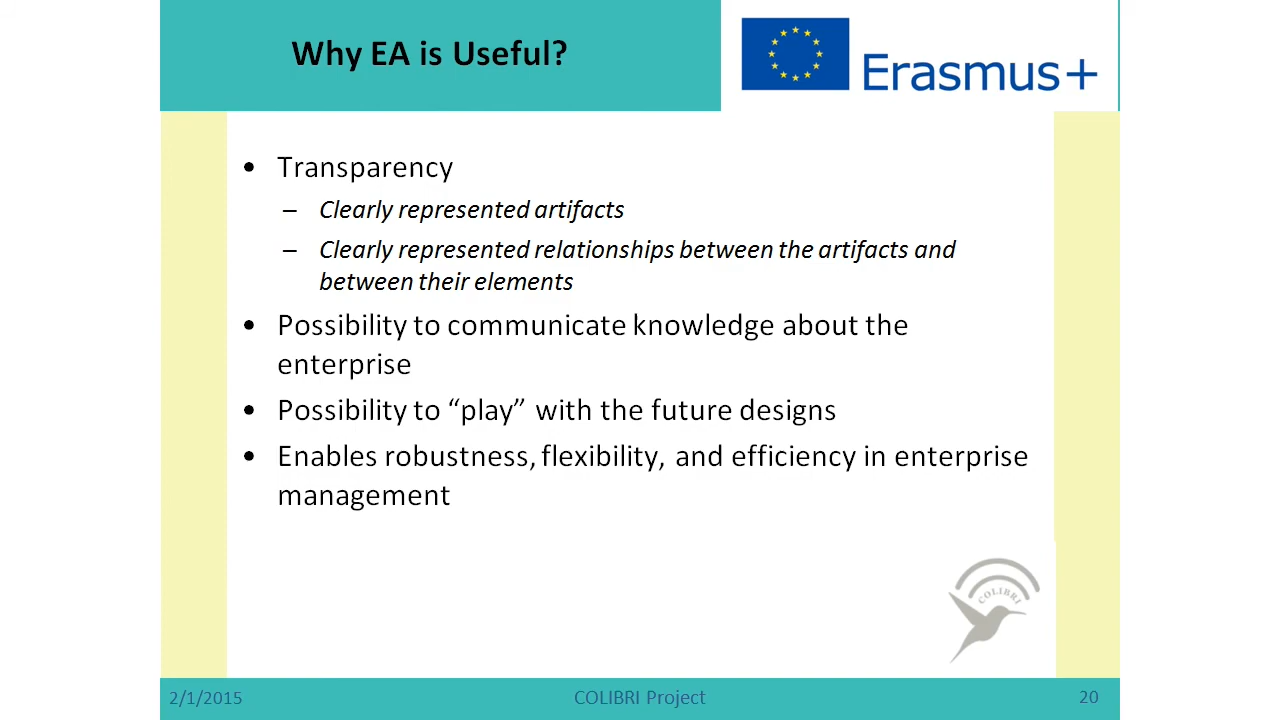 Why EA is Useful?
Erasmus+
• Transparency
– Clearly represented artifacts
– Clearly represented relationships between the artifacts and
between their elements
• Possibility to communicate knowledge about the
enterprise
• Possibility to “play” with the future designs
• Enables robustness, flexibility, and efficiency in enterprise
management
COLIBRI
2/1/2015
COLIBRI Project
20